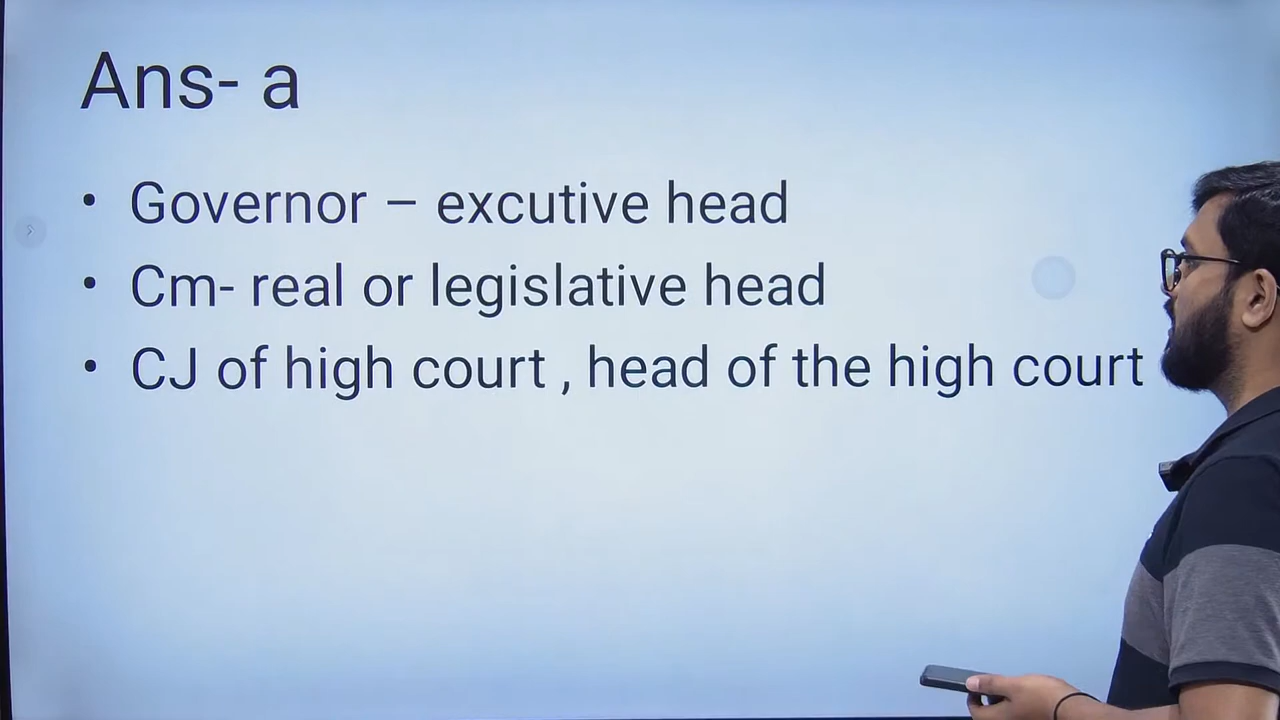 Ans- a
• Governor – excutive head
• Cm- real or legislative head
• CJ of high court , head of the high court